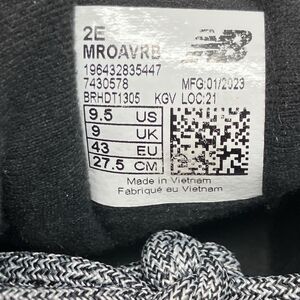 2E
MROAVRB
196432835447
7430578 MFG:01/2023
BRHDT1305 KGV LOC:21
9.5 US
9 UK
43 EU
27.5 CM
Made in Vietnam
Fabriqué au Vietnam